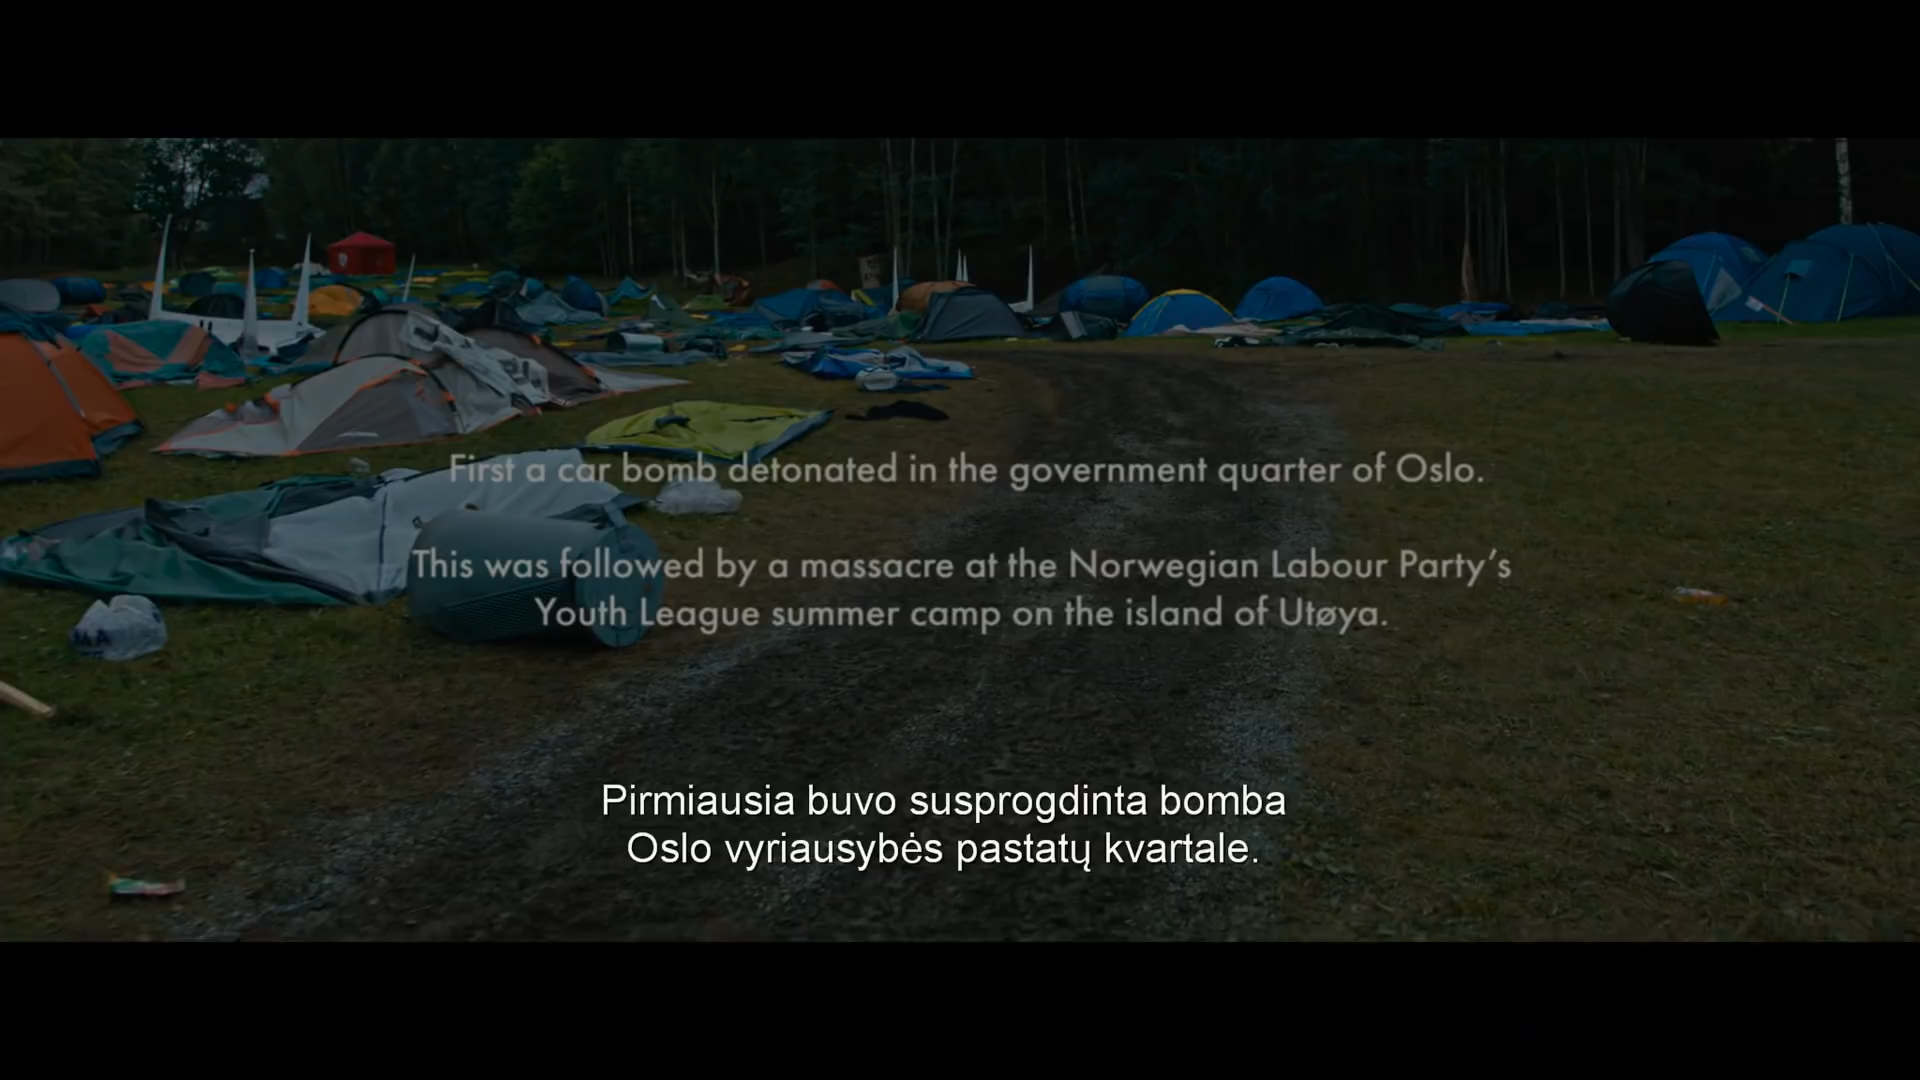 First a car bomb detonated in the government quarter of Oslo.
This was followed by a massacre at the Norwegian Labour Party's
Youth League summer camp on the island of Utøya.
Pirmiausia buvo susprogdinta bomba
Oslo vyriausybės pastatų kvartale.